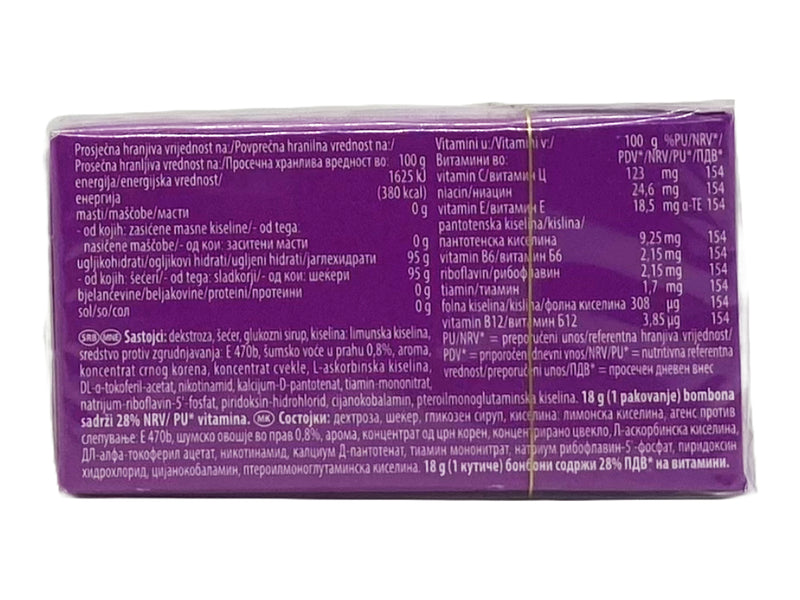 Prosječna hranjiva vrijednost na:/Povprečna hranilna vrednost na:/
Prosečna hranljiva vrednost na:/Просечна хранлива вредност во: 100 g
energija/energijska vrednost/ 1625 kJ
енергија (380 kcal)
masti/maščobe/масти 0 g
- od kojih: zasićene masne kiseline/- od tega:
nasičene maščobe/- од кои: заситени масти 0 g
ugljikohidrati/ogljikovi hidrati/ugljeni hidrati/јаглехидрати 95 g
- od kojih: šećeri/- od tega: sladkorji/- од кои: шеќери 95 g
bjelančevine/beljakovine/proteini/протеини 0 g
sol/so/сол 0 g
Vitamini u:/Vitamini v:/ 100 g %PU/NRV*/
Витамини во: PDV*/NRV/PU*/ПДВ*
vitamin C/витамин Ц 123 mg 154
niacin/ниацин 24,6 mg 154
vitamin E/витамин Е 18,5 mg α-TE 154
pantotenska kiselina/kislina/
пантотенска киселина 9,25 mg 154
vitamin B6/витамин Б6 2,15 mg 154
riboflavin/рибофлавин 2,15 mg 154
tiamin/тиамин 1,7 mg 154
folna kiselina/kislina/фолна киселина 308 µg 154
vitamin B12/витамин Б12 3,85 µg 154
PU/NRV* = preporučeni unos/referentna hranjiva vrijednost/
PDV* = priporočen dnevni vnos/NRV/PU* = nutritivna referentna
vrednost/preporučeni unos/ПДВ* = просечен дневен внес
SRB MNE Sastojci: dekstroza, šećer, glukozni sirup, kiselina: limunska kiselina,
sredstvo protiv zgrudnjavanja: E 470b, šumsko voće u prahu 0,8%, aroma,
koncentrat crnog korena, koncentrat cvekle, L-askorbinska kiselina,
DL-α-tokoferil-acetat, nikotinamid, kalcijum-D-pantotenat, tiamin-mononitrat,
natrijum-riboflavin-5'-fosfat, piridoksin-hidrohlorid, cijanokobalamin, pteroilmonoglutaminska kiselina. 18 g (1 pakovanje) bombona
sadrži 28% NRV/ PU* vitamina. MK Состојки: декстроза, шекер, гликозен сируп, киселина: лимонска киселина, агенс против
слепување: E 470b, шумско овошје во прав 0,8%, арома, концентрат од црн корен, концентрирано цвекло, Л-аскорбинска киселина,
ДЛ-алфа-токоферил ацетат, никотинамид, калциум Д-пантотенат, тиамин мононитрат, натриум рибофлавин-5'-фосфат, пиридоксин
хидрохлорид, цијанокобаламин, птероилмоноглутаминска киселина. 18 g (1 кутиче) бонбони содржи 28% ПДВ* на витамини.